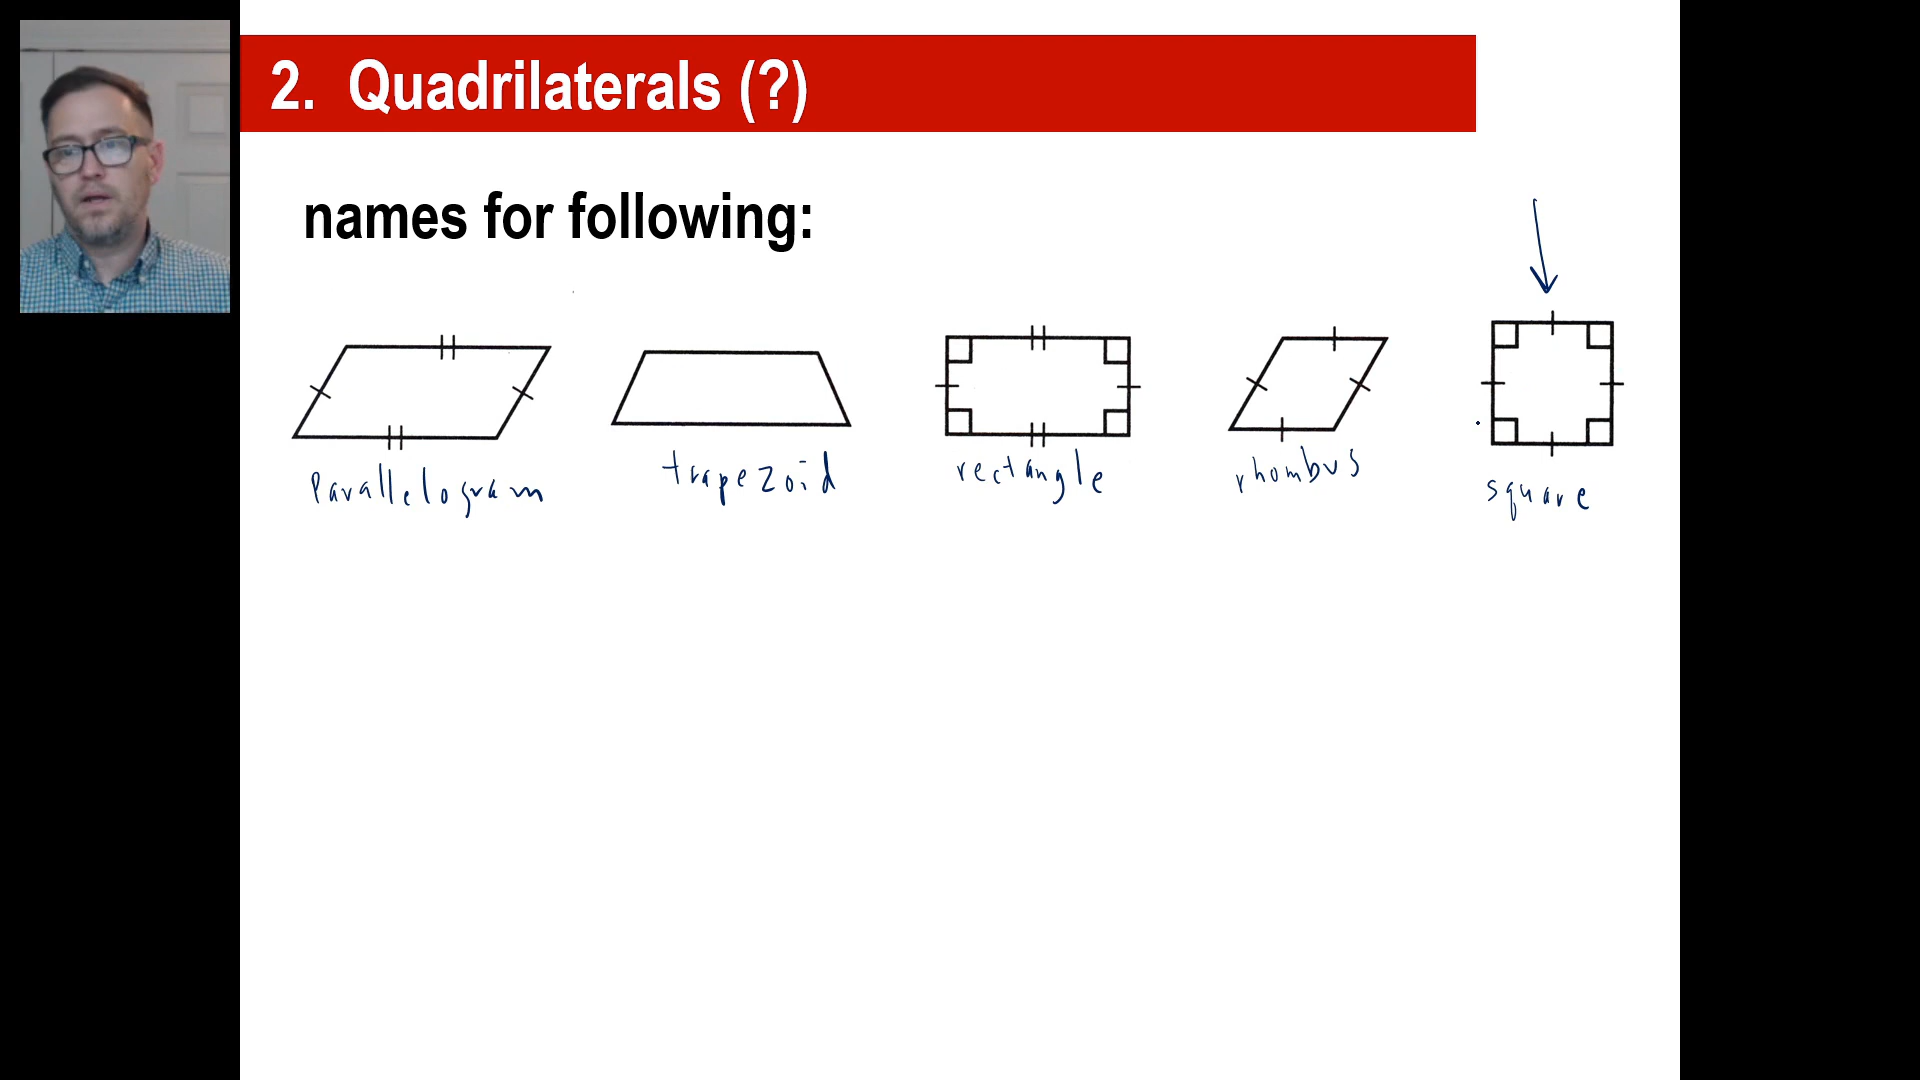 2. Quadrilaterals (?)
names for following:
Parallelogram trapezoid rectangle rhombus square